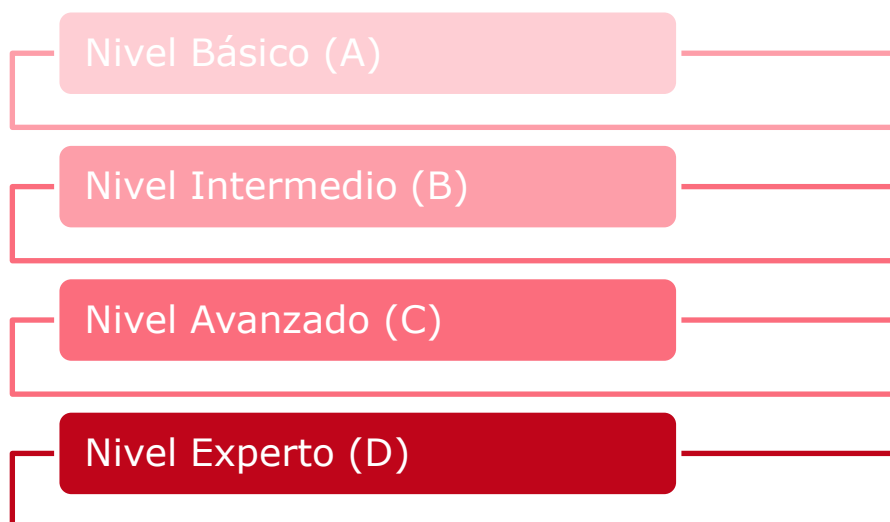 Nivel Básico (A)
Nivel Intermedio (B)
Nivel Avanzado (C)
Nivel Experto (D)